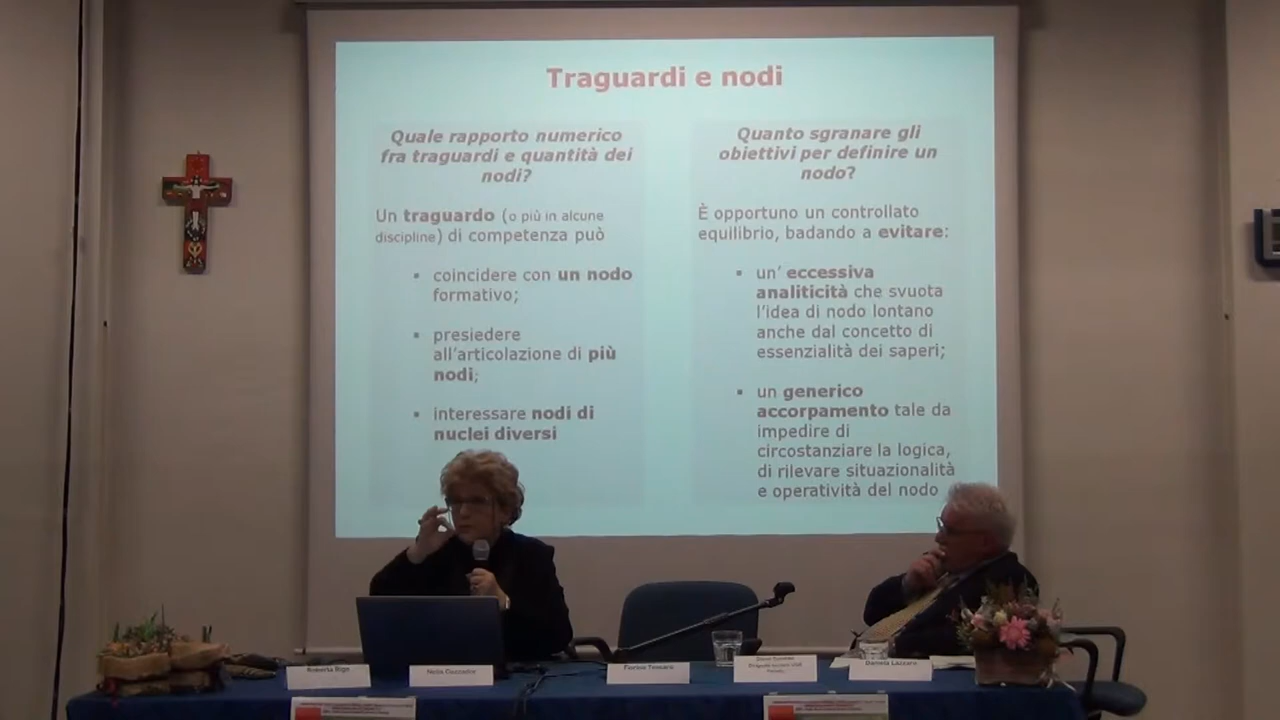 Traguardi e nodi
Quale rapporto numerico
fra traguardi e quantità dei
nodi?
Un traguardo (o più in alcune
discipline) di competenza può
▪ coincidere con un nodo
formativo;
▪ presiedere
all'articolazione di più
nodi;
▪ interessare nodi di
nuclei diversi
Quanto sgranare gli
obiettivi per definire un
nodo?
È opportuno un controllato
equilibrio, badando a evitare:
▪ un' eccessiva
analiticità che svuota
l'idea di nodo lontano
anche dal concetto di
essenzialità dei saperi;
▪ un generico
accorpamento tale da
impedire di
circostanziare la logica,
di rilevare situazionalità
e operatività del nodo
Roberta
Fiorino Tessaro
Daniela Lazzaro